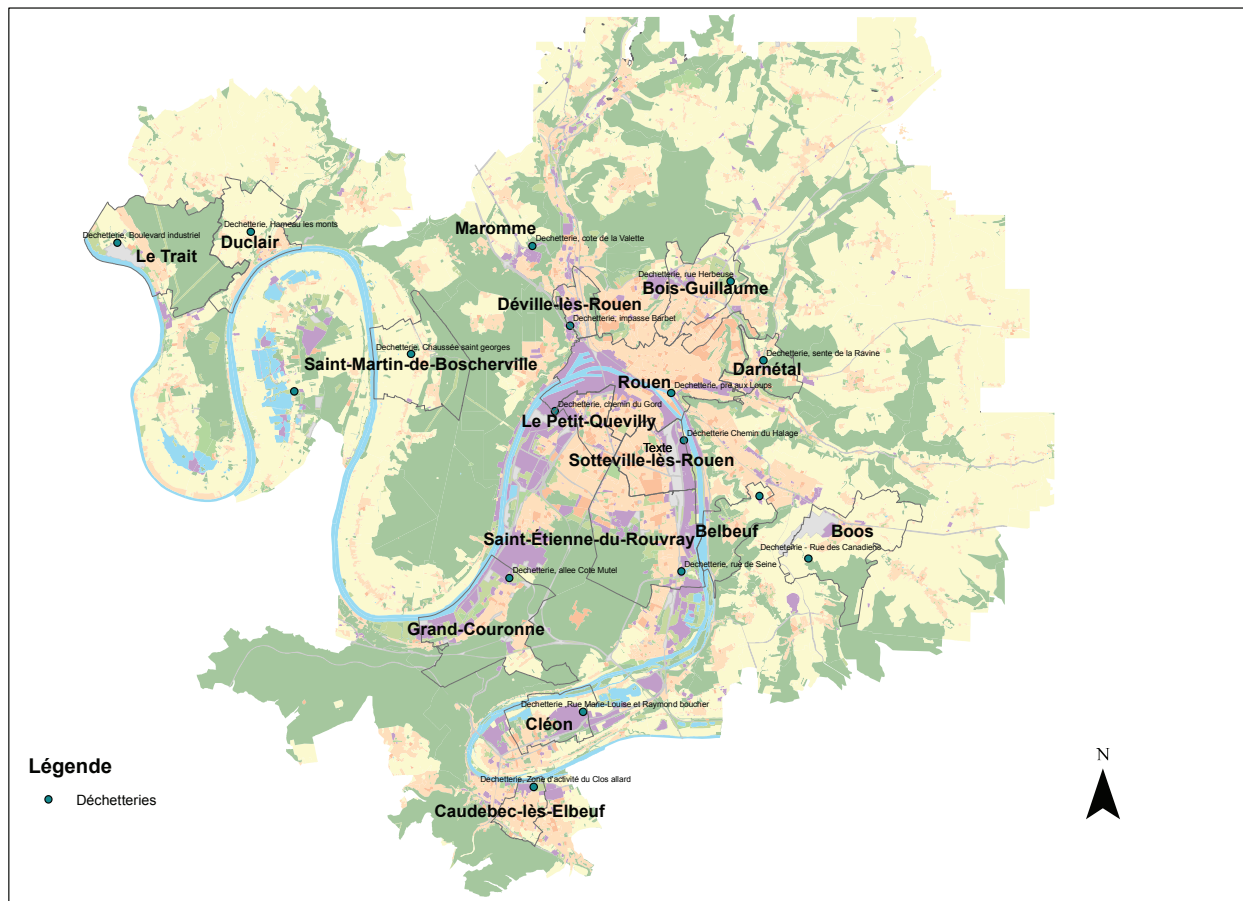 Maromme
Dechetterie, cote de la Valette
Dechetterie, Hameau les monts
Duclair
Dechetterie, Boulevard industriel
Le Trait
Dechetterie, rue Herbeuse
Bois-Guillaume
Déville-lès-Rouen
Dechetterie, impasse Barbet
Dechetterie, Chaussée saint georges
Saint-Martin-de-Boscherville
Dechetterie, sente de la Ravine
Darnétal
Rouen
Dechetterie, pre aux Loups
Dechetterie, chemin du Gord
Le Petit-Quevilly
Déchetterie Chemin du Halage
Texte
Sotteville-lès-Rouen
Saint-Étienne-du-Rouvray
Belbeuf
Boos
Decheteirie - Rue des Canadiens
Dechetterie, allee Cote Mutel
Dechetterie, rue de Seine
Grand-Couronne
Déchetterie ,Rue Marie-Louise et Raymond boucher
Cléon
Dechetterie, Zone d'activité du Clos allard
Caudebec-lès-Elbeuf
Légende
Déchetteries
N